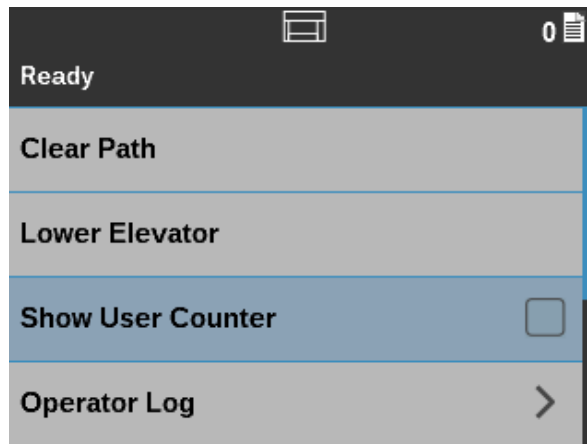 0
Ready
Clear Path
Lower Elevator
Show User Counter
Operator Log